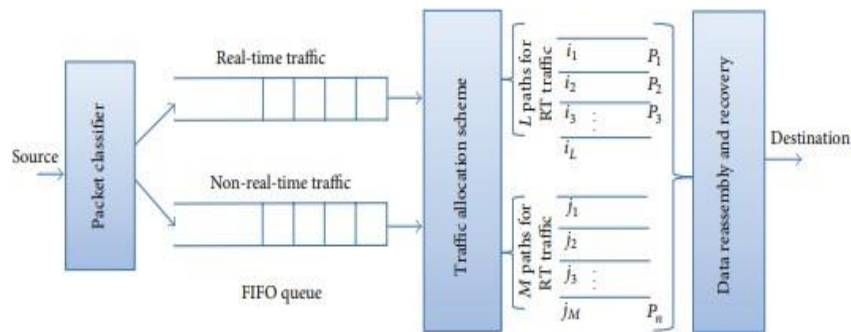 Source
Packet classifier
Real-time traffic
Non-real-time traffic
FIFO queue
Traffic allocation scheme
L paths for
RT traffic
i1 P1
i2 P2
i3 ⋮ P3
iL
M paths for
RT traffic
j1
j2
j3 ⋮
jM Pn
Data reassembly and recovery
Destination